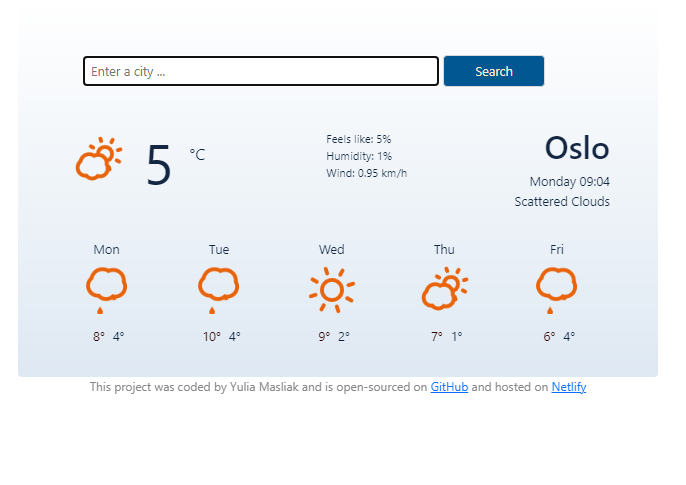 Enter a city ...
Search
5 °C
Feels like: 5%
Humidity: 1%
Wind: 0.95 km/h
Oslo
Monday 09:04
Scattered Clouds
Mon Tue Wed Thu Fri
8° 4° 10° 4° 9° 2° 7° 1° 6° 4°
This project was coded by Yulia Masliak and is open-sourced on GitHub and hosted on Netlify